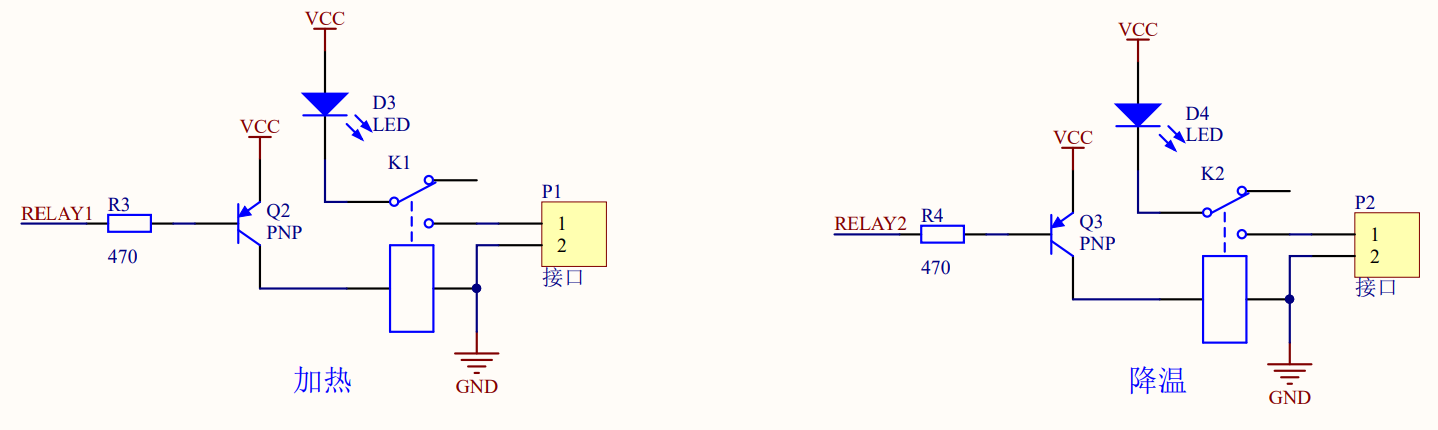 VCC
D3
LED
VCC
K1
P1
RELAY1
R3
Q2
PNP
1
2
470
接口
加热
GND
VCC
D4
LED
VCC
K2
P2
RELAY2
R4
Q3
PNP
1
2
470
接口
降温
GND